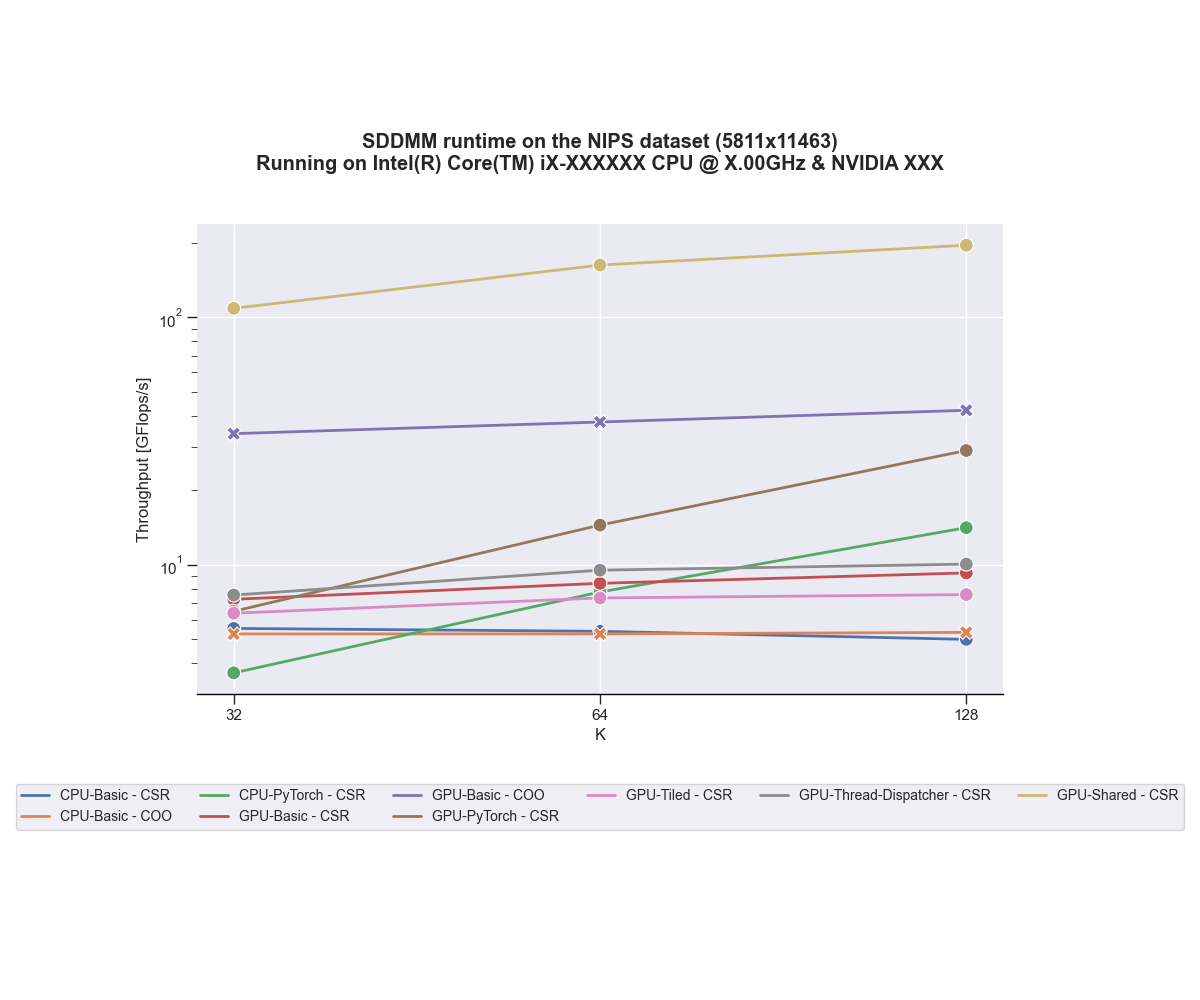 SDDMM runtime on the NIPS dataset (5811x11463)
Running on Intel(R) Core(TM) iX-XXXXXX CPU @ X.00GHz & NVIDIA XXX
Throughput [GFlops/s]
10²
10¹
32 64 128
K
CPU-Basic - CSR CPU-PyTorch - CSR GPU-Basic - COO GPU-Tiled - CSR GPU-Thread-Dispatcher - CSR GPU-Shared - CSR
CPU-Basic - COO GPU-Basic - CSR GPU-PyTorch - CSR